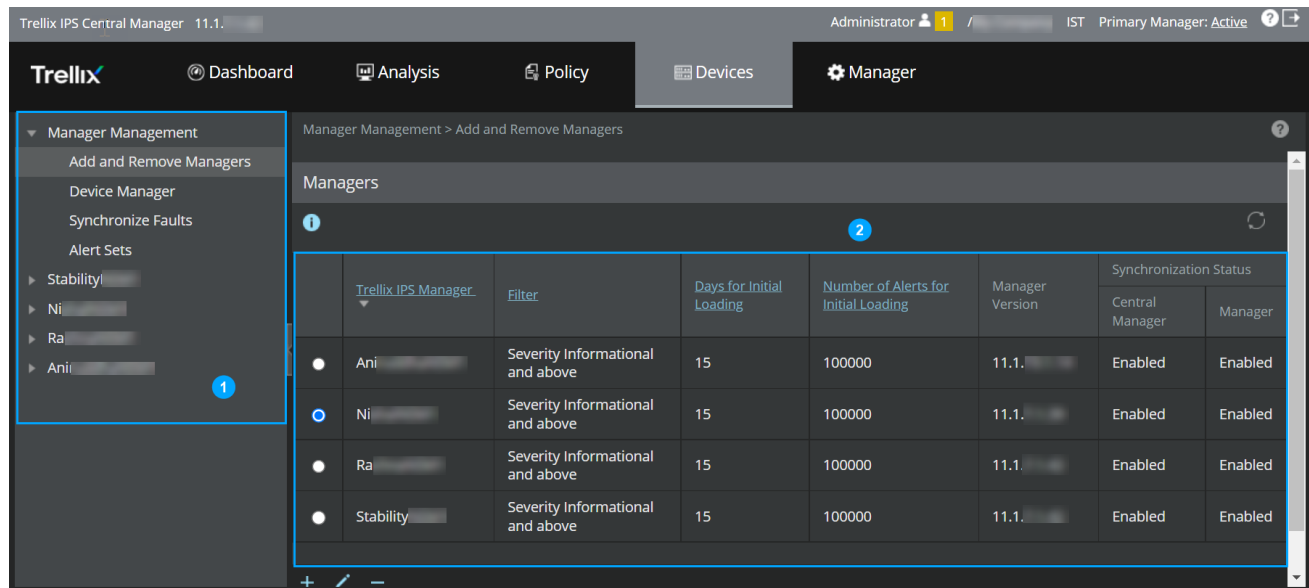 Trellix IPS Central Manager 11.1.
Administrator 1 / IST Primary Manager: Active ?
Trellix Dashboard Analysis Policy Devices Manager
Manager Management
Add and Remove Managers
Device Manager
Synchronize Faults
Alert Sets
Stability
Ni
Ra
Ani
1
Manager Management > Add and Remove Managers ?
Managers
i 2
Trellix IPS Manager
Filter
Days for Initial
Loading
Number of Alerts for
Initial Loading
Manager
Version
Synchronization Status
Central
Manager
Manager
Ani Severity Informational and above 15 100000 11.1. Enabled Enabled
Ni Severity Informational and above 15 100000 11.1. Enabled Enabled
Ra Severity Informational and above 15 100000 11.1. Enabled Enabled
Stability Severity Informational and above 15 100000 11.1. Enabled Enabled